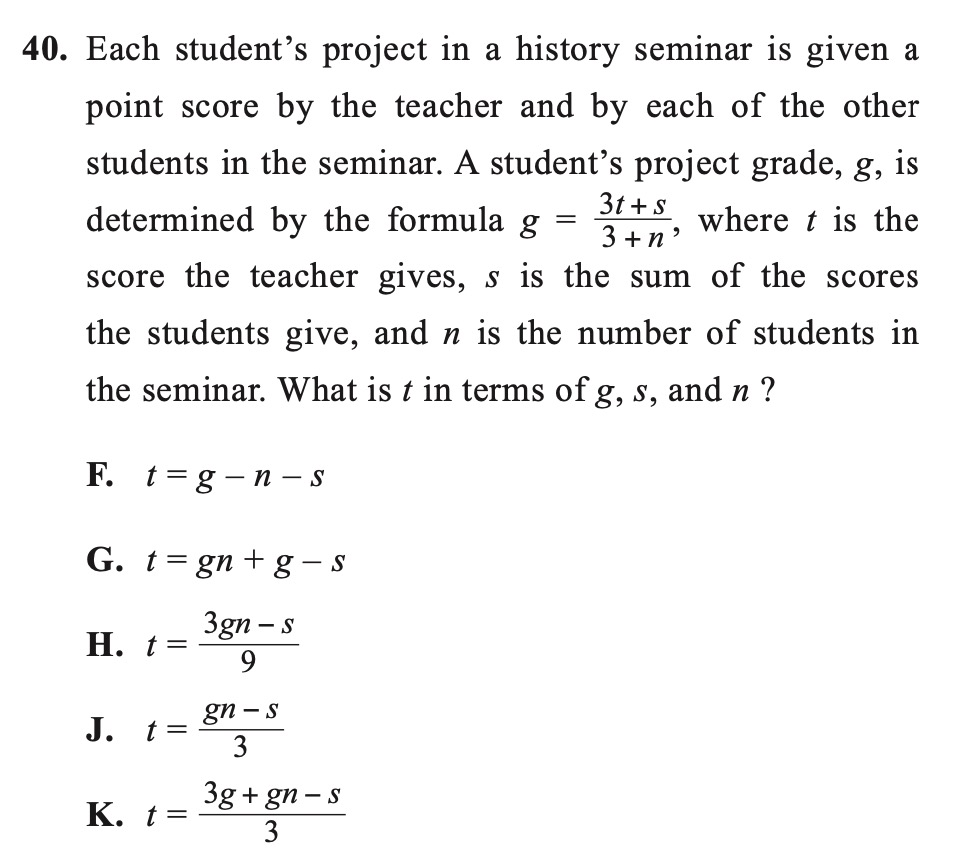 40. Each student’s project in a history seminar is given a
point score by the teacher and by each of the other
students in the seminar. A student’s project grade, g, is
determined by the formula g = \frac{3t + s}{3 + n}, where t is the
score the teacher gives, s is the sum of the scores
the students give, and n is the number of students in
the seminar. What is t in terms of g, s, and n ?
F. t = g – n – s
G. t = gn + g – s
H. t = \frac{3gn – s}{9}
J. t = \frac{gn – s}{3}
K. t = \frac{3g + gn – s}{3}